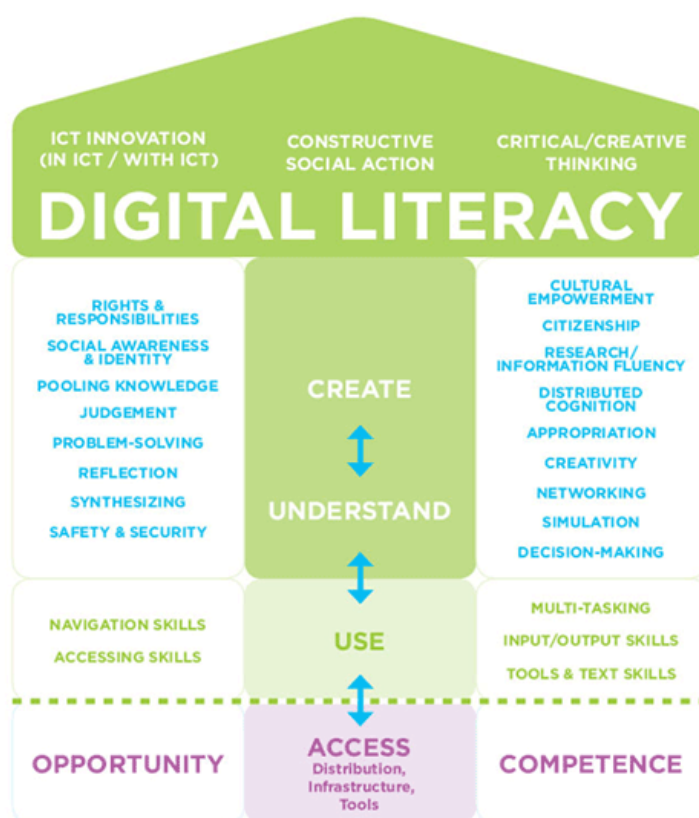 ICT INNOVATION
(IN ICT / WITH ICT)
CONSTRUCTIVE
SOCIAL ACTION
CRITICAL/CREATIVE
THINKING
DIGITAL LITERACY
RIGHTS &
RESPONSIBILITIES
SOCIAL AWARENESS
& IDENTITY
POOLING KNOWLEDGE
JUDGEMENT
PROBLEM-SOLVING
REFLECTION
SYNTHESIZING
SAFETY & SECURITY
CREATE
UNDERSTAND
CULTURAL
EMPOWERMENT
CITIZENSHIP
RESEARCH/
INFORMATION FLUENCY
DISTRIBUTED
COGNITION
APPROPRIATION
CREATIVITY
NETWORKING
SIMULATION
DECISION-MAKING
NAVIGATION SKILLS
ACCESSING SKILLS
USE
MULTI-TASKING
INPUT/OUTPUT SKILLS
TOOLS & TEXT SKILLS
OPPORTUNITY
ACCESS
Distribution,
Infrastructure,
Tools
COMPETENCE